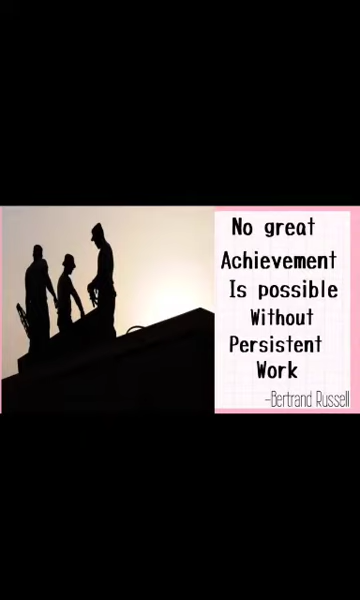 No great
Achievement
Is possible
Without
Persistent
Work
-Bertrand Russell